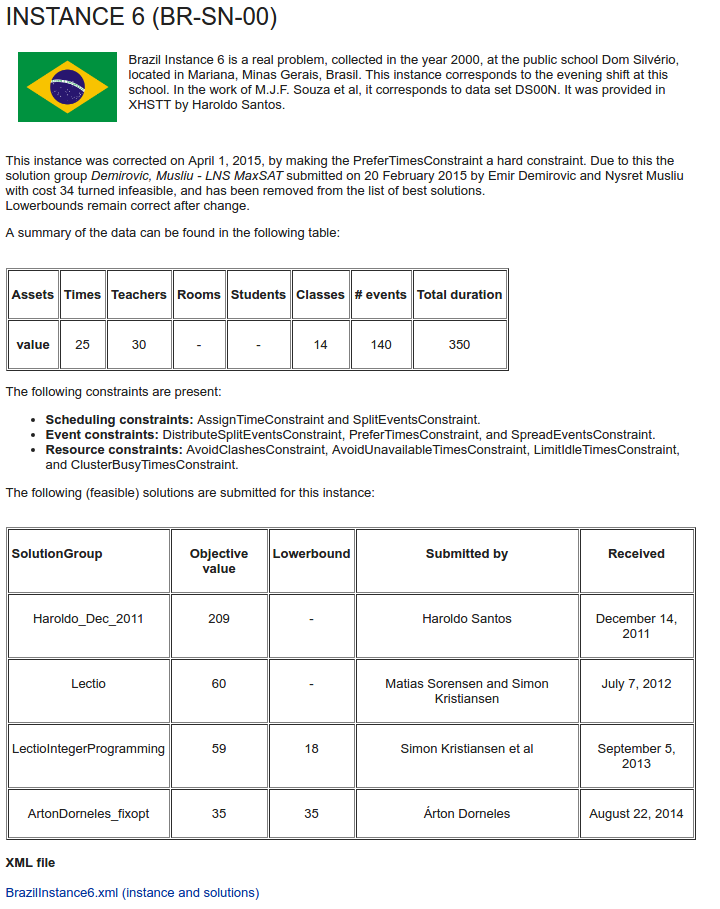 INSTANCE 6 (BR-SN-00)
Brazil Instance 6 is a real problem, collected in the year 2000, at the public school Dom Silvério,
located in Mariana, Minas Gerais, Brasil. This instance corresponds to the evening shift at this
school. In the work of M.J.F. Souza et al, it corresponds to data set DS00N. It was provided in
XHSTT by Haroldo Santos.
This instance was corrected on April 1, 2015, by making the PreferTimesConstraint a hard constraint. Due to this the
solution group Demirovic, Musliu - LNS MaxSAT submitted on 20 February 2015 by Emir Demirovic and Nysret Musliu
with cost 34 turned infeasible, and has been removed from the list of best solutions.
Lowerbounds remain correct after change.
A summary of the data can be found in the following table:
Assets Times Teachers Rooms Students Classes # events Total duration
value 25 30 - - 14 140 350
The following constraints are present:
• Scheduling constraints: AssignTimeConstraint and SplitEventsConstraint.
• Event constraints: DistributeSplitEventsConstraint, PreferTimesConstraint, and SpreadEventsConstraint.
• Resource constraints: AvoidClashesConstraint, AvoidUnavailableTimesConstraint, LimitIdleTimesConstraint,
and ClusterBusyTimesConstraint.
The following (feasible) solutions are submitted for this instance:
SolutionGroup Objective Lowerbound Submitted by Received
value
Haroldo_Dec_2011 209 - Haroldo Santos December 14,
2011
Lectio 60 - Matias Sorensen and Simon July 7, 2012
Kristiansen
LectioIntegerProgramming 59 18 Simon Kristiansen et al September 5,
2013
ArtonDorneles_fixopt 35 35 Árton Dorneles August 22, 2014
XML file
BrazilInstance6.xml (instance and solutions)